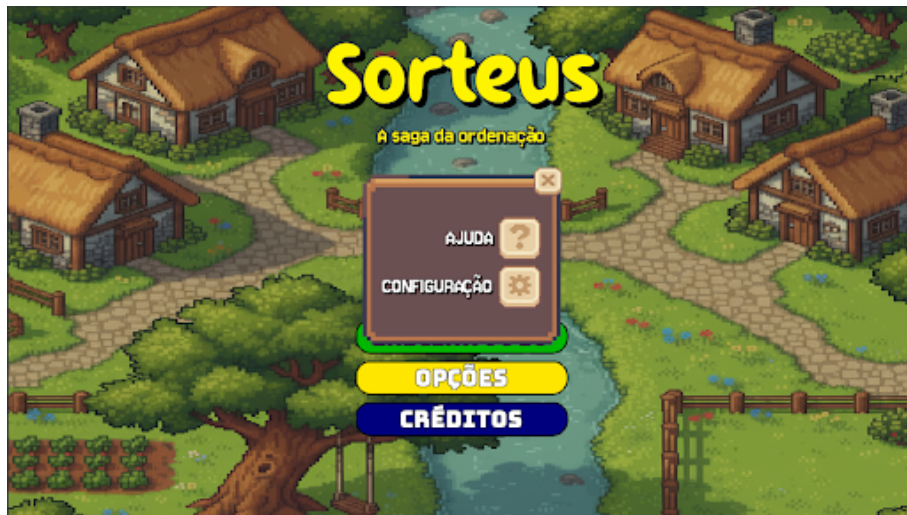 Sorteus
A saga da ordenação
AJUDA
CONFIGURAÇÃO
OPÇÕES
CRÉDITOS